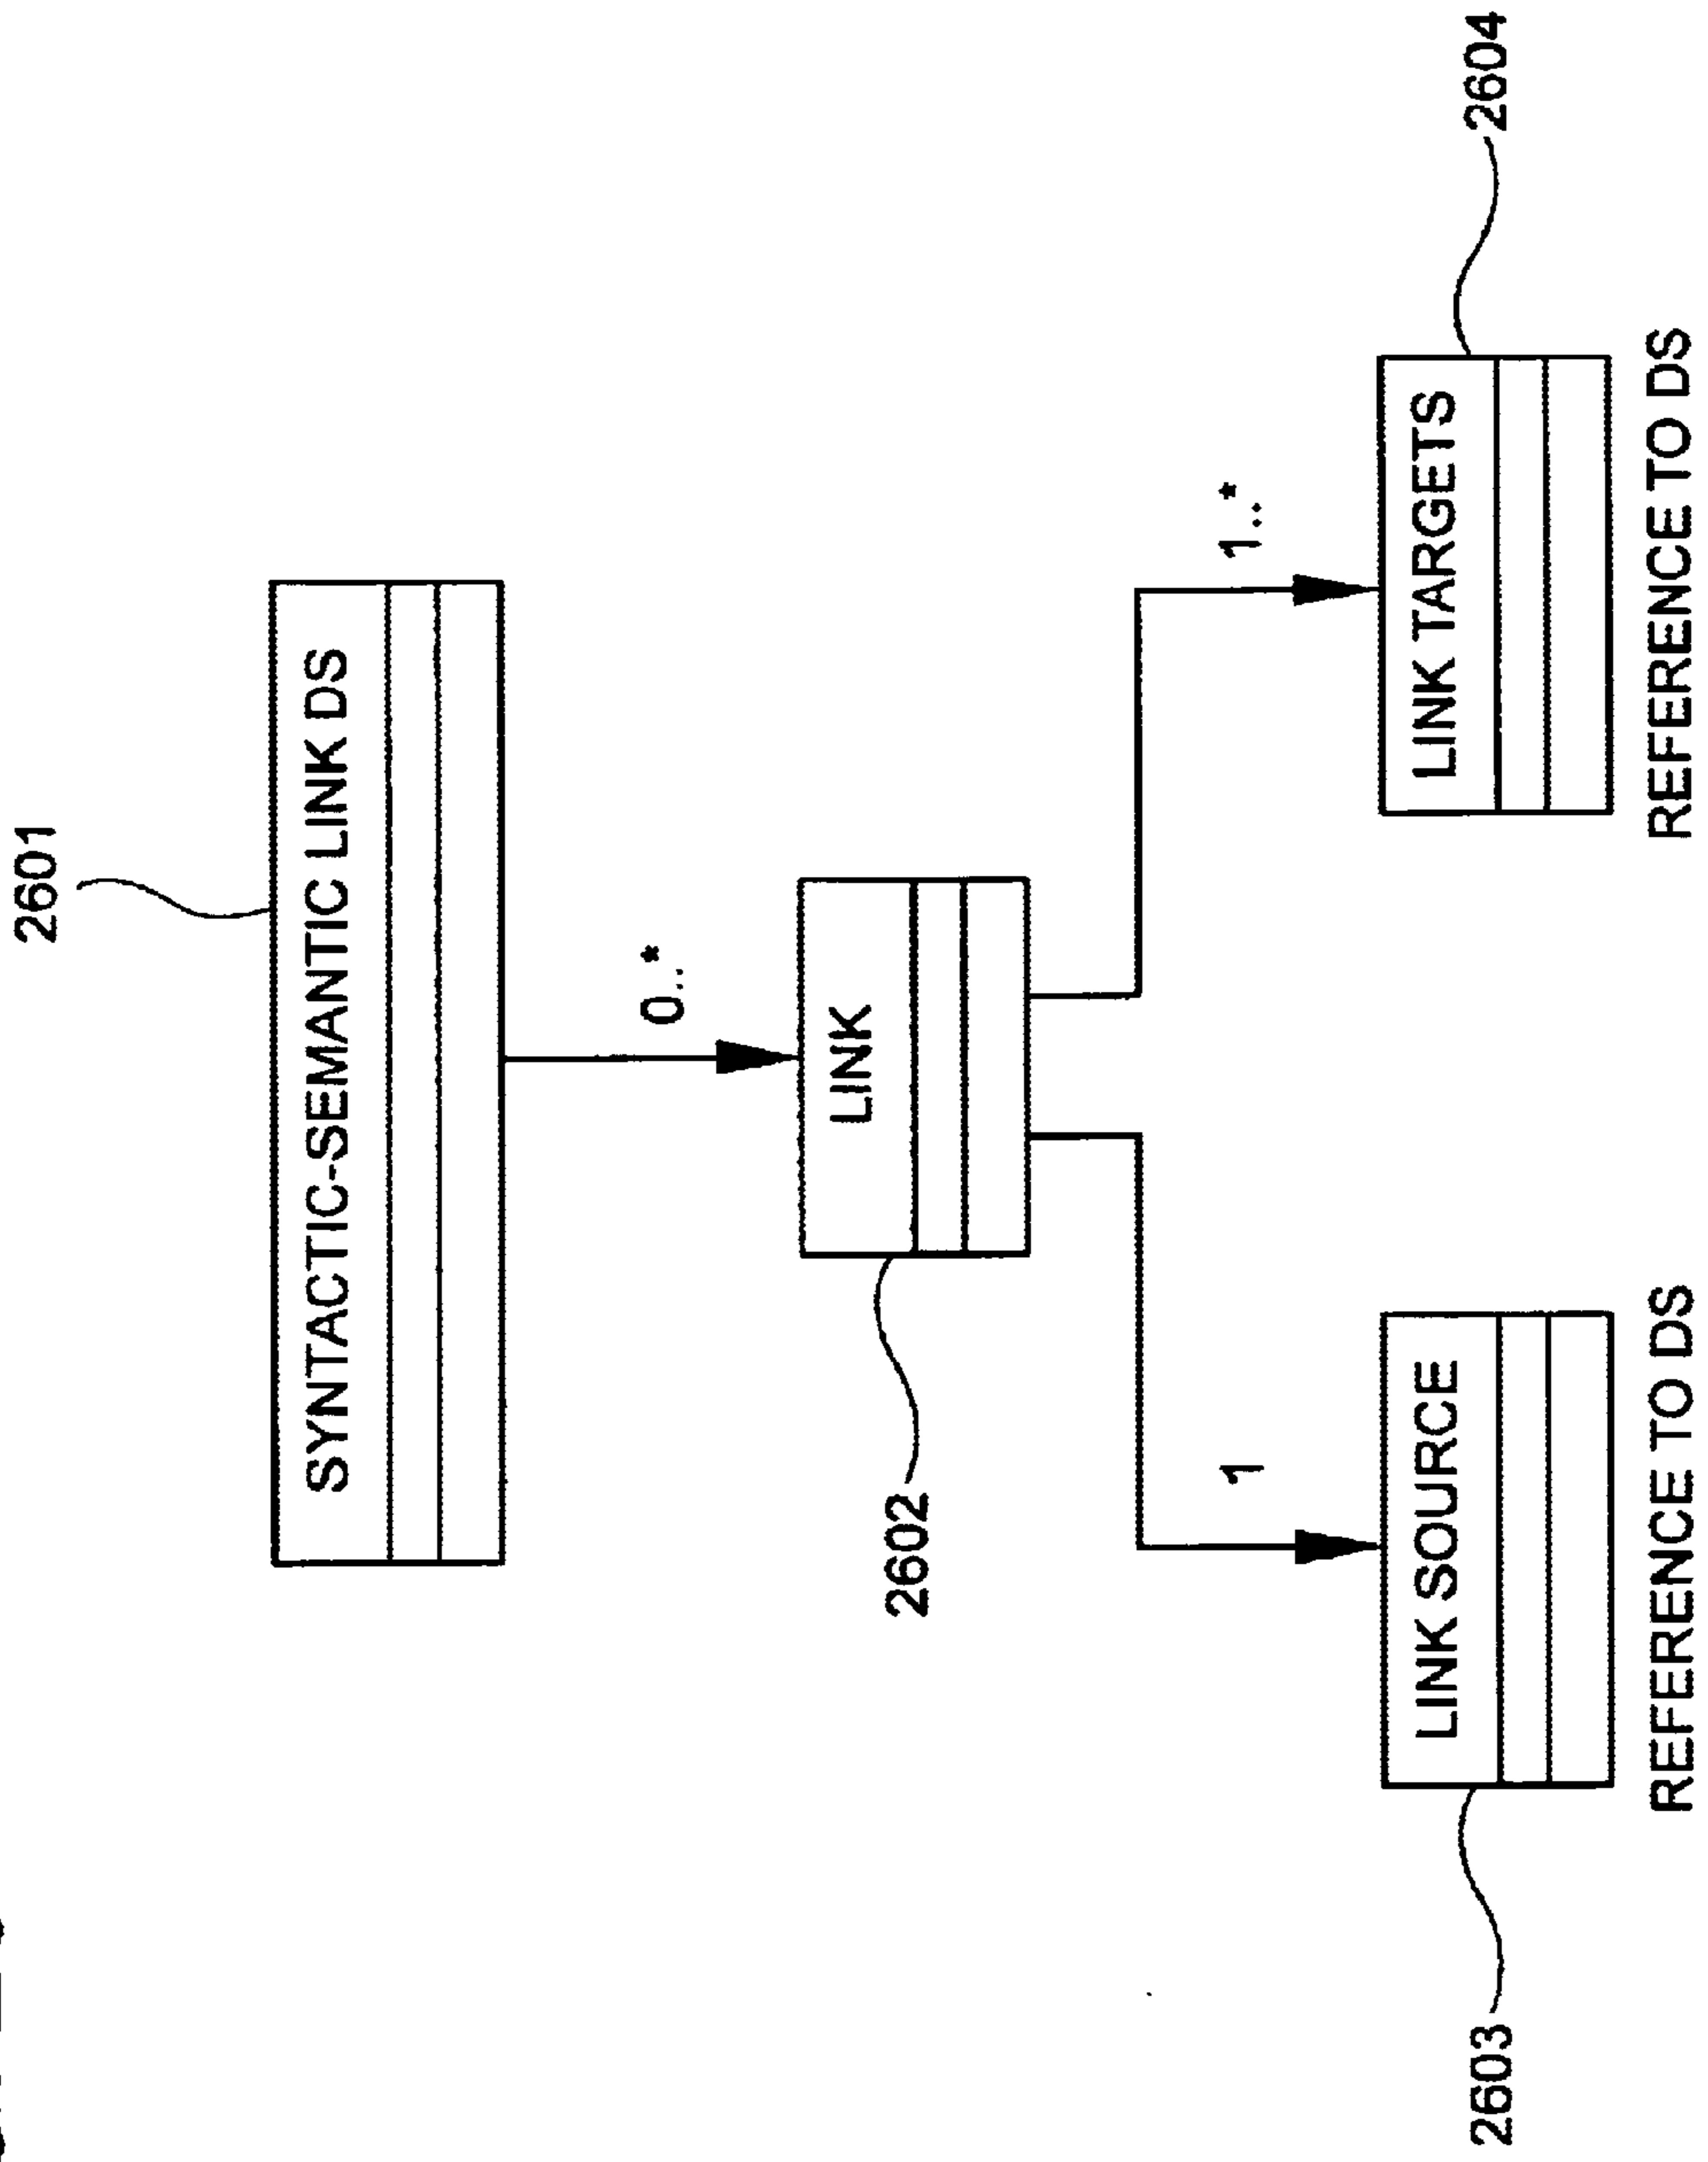 2601
SYNTACTIC-SEMANTIC LINK DS
0..*
2602
LINK
1
1..*
2603
LINK SOURCE
LINK TARGETS
2604
REFERENCE TO DS
REFERENCE TO DS